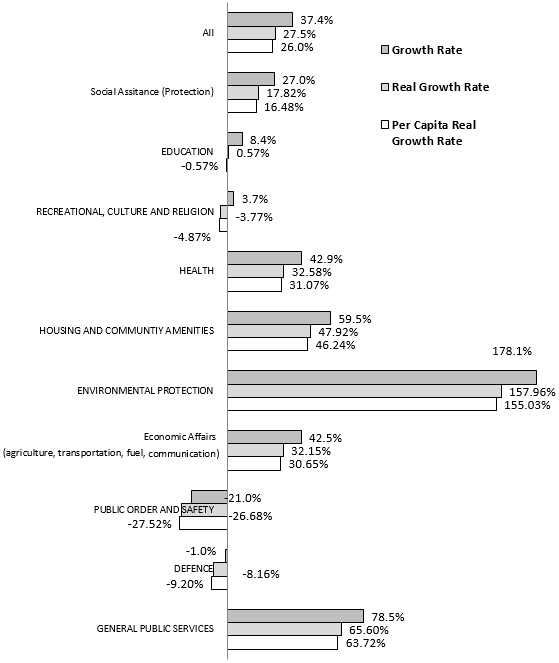 All
37.4%
27.5%
26.0%
Growth Rate
Real Growth Rate
Per Capita Real
Growth Rate
Social Assitance (Protection)
27.0%
17.82%
16.48%
EDUCATION
8.4%
0.57%
-0.57%
RECREATIONAL, CULTURE AND RELIGION
3.7%
-3.77%
-4.87%
HEALTH
42.9%
32.58%
31.07%
HOUSING AND COMMUNTIY AMENITIES
59.5%
47.92%
46.24%
ENVIRONMENTAL PROTECTION
178.1%
157.96%
155.03%
Economic Affairs
(agriculture, transportation, fuel, communication)
42.5%
32.15%
30.65%
PUBLIC ORDER AND SAFETY
-21.0%
-26.68%
-27.52%
DEFENCE
-1.0%
-8.16%
-9.20%
GENERAL PUBLIC SERVICES
78.5%
65.60%
63.72%